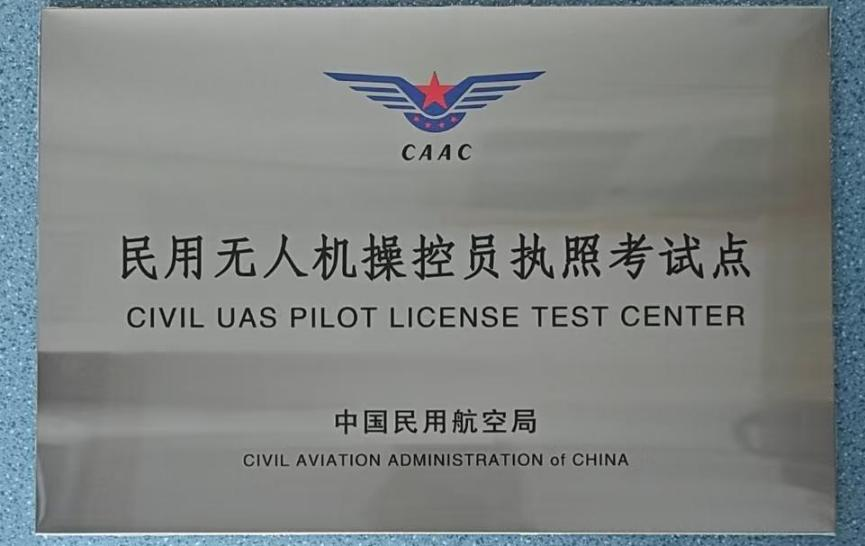 CAAC
民用无人机操控员执照考试点
CIVIL UAS PILOT LICENSE TEST CENTER
中国民用航空局
CIVIL AVIATION ADMINISTRATION of CHINA